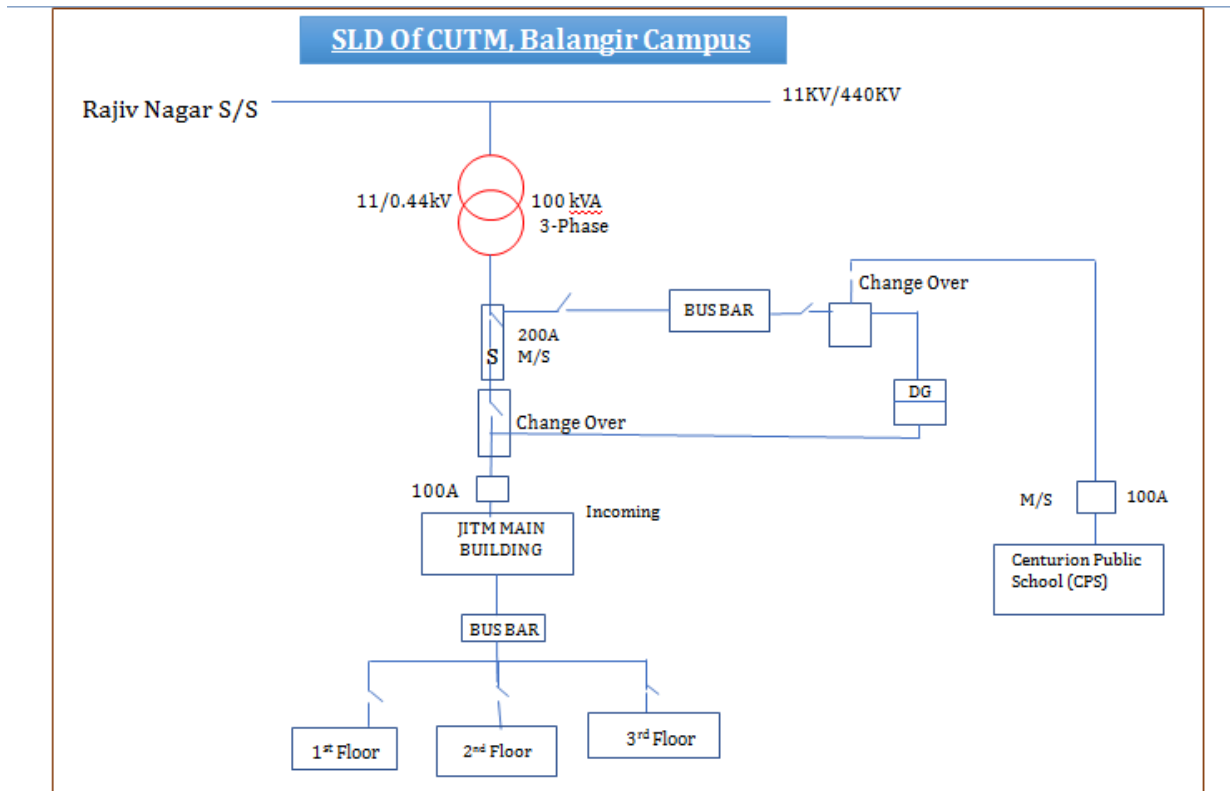 SLD Of CUTM, Balangir Campus
Rajiv Nagar S/S
11KV/440KV
11/0.44kV
100 kVA
3-Phase
Change Over
BUS BAR
200A
M/S
S
DG
Change Over
100A
Incoming
JITM MAIN
BUILDING
M/S
100A
Centurion Public
School (CPS)
BUS BAR
1st Floor
2nd Floor
3rd Floor